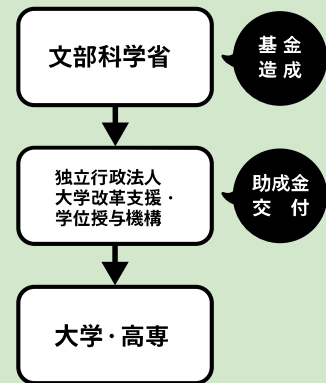 文部科学省
基金
造成
独立行政法人
大学改革支援・
学位授与機構
助成金
交　付
大学・高専